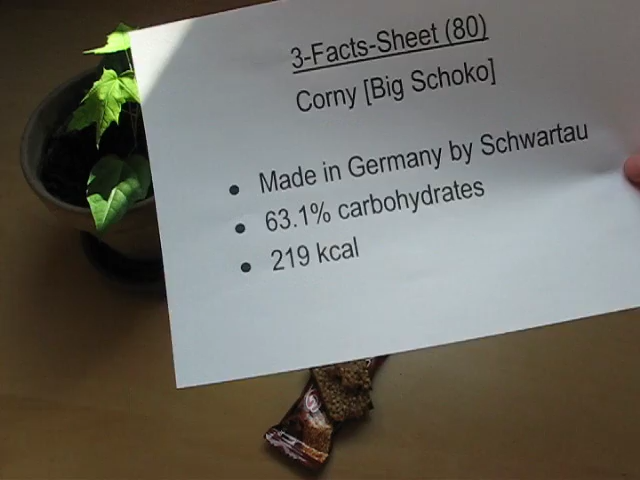 3-Facts-Sheet (80)
Corny [Big Schoko]
• Made in Germany by Schwartau
• 63.1% carbohydrates
• 219 kcal